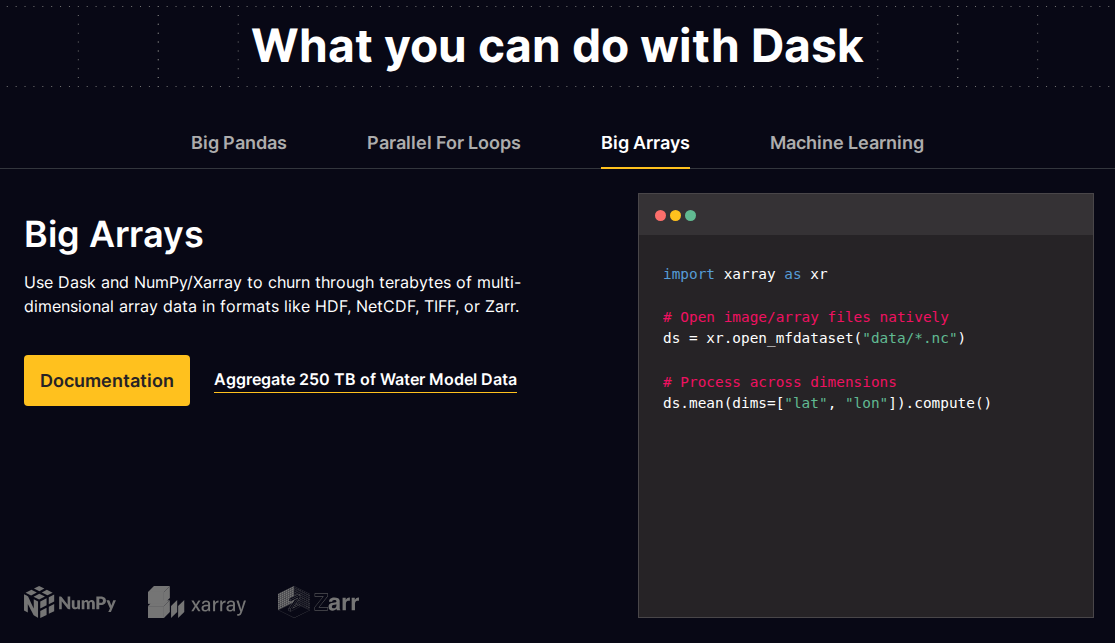 What you can do with Dask
Big Pandas
Parallel For Loops
Big Arrays
Machine Learning
Big Arrays
Use Dask and NumPy/Xarray to churn through terabytes of multi-
dimensional array data in formats like HDF, NetCDF, TIFF, or Zarr.
Documentation
Aggregate 250 TB of Water Model Data
import xarray as xr
# Open image/array files natively
ds = xr.open_mfdataset("data/*.nc")
# Process across dimensions
ds.mean(dims=["lat", "lon"]).compute()
NumPy
xarray
Zarr